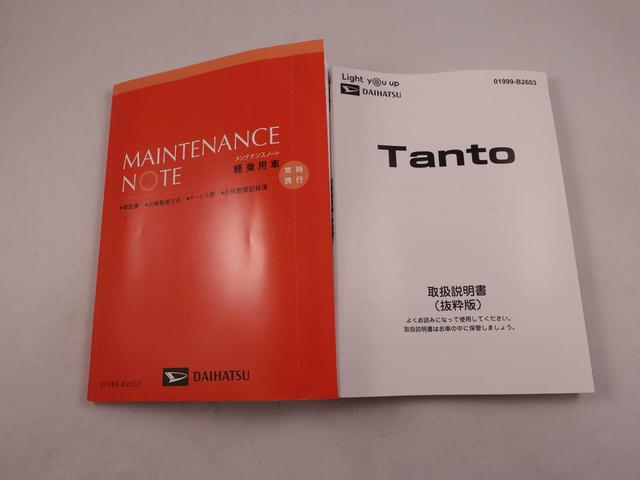 MAINTENANCE
NOTE
メンテナンスノート
軽乗用車
常時
携行
●保証書 ●点検整備方式 ●サービス網 ●点検整備記録簿
01999-B2037
DAIHATSU
Light you up
DAIHATSU
01999-B2603
Tanto
取扱説明書
（抜粋版）
よくお読みになって使用してください。
取扱説明書はお車の中に保管しましょう。